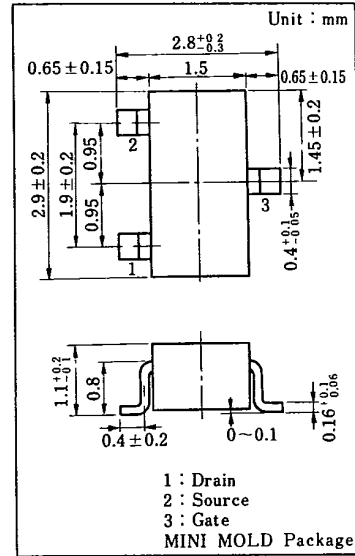 Unit : mm
2.8 +0.2 -0.3
0.65±0.15
1.5
0.65±0.15
2.9±0.2
1.9±0.2
0.95
0.95
2
1
3
1.45±0.2
0.4 +0.1 -0.05
1.1 +0.2 -0.1
0.8
0.4±0.2
0~0.1
0.16 +0.1 -0.06
1 : Drain
2 : Source
3 : Gate
MINI MOLD Package